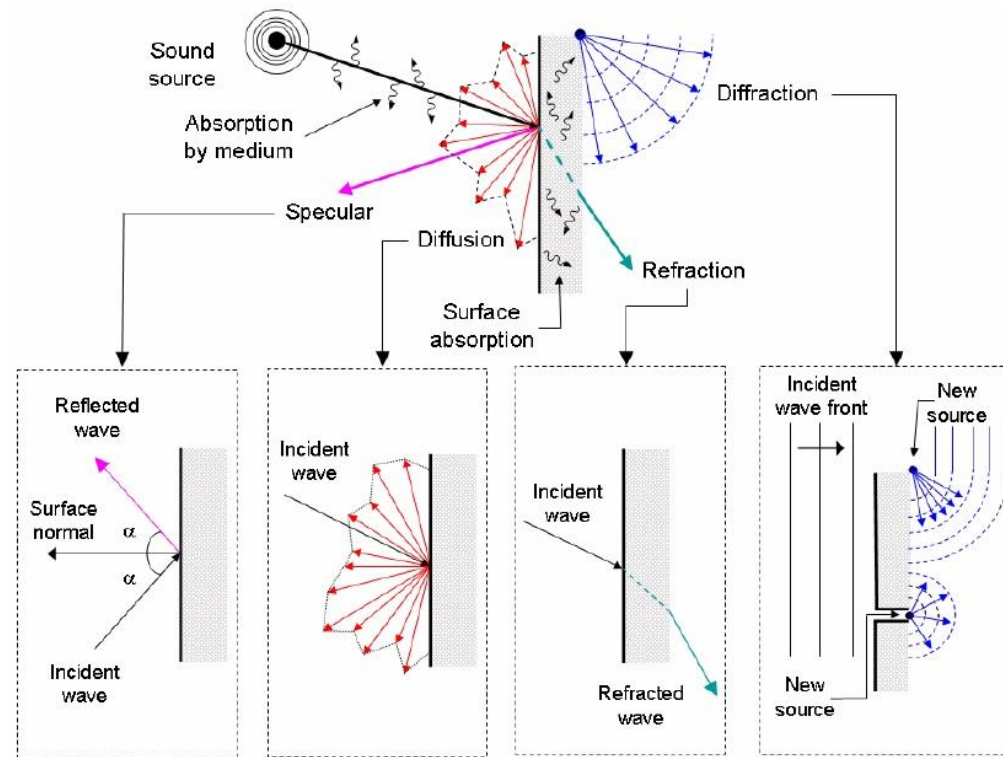 Sound
source
Absorption
by medium
Specular
Diffusion
Surface
absorption
Refraction
Diffraction
Reflected
wave
Surface
normal
α
α
Incident
wave
Incident
wave
Incident
wave
Refracted
wave
Incident
wave front
New
source
New
source